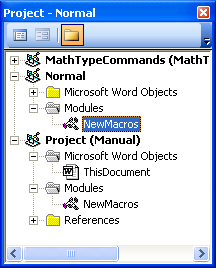 Project - Normal
MathTypeCommands (MathT
Normal
Microsoft Word Objects
Modules
NewMacros
Project (Manual)
Microsoft Word Objects
ThisDocument
Modules
NewMacros
References